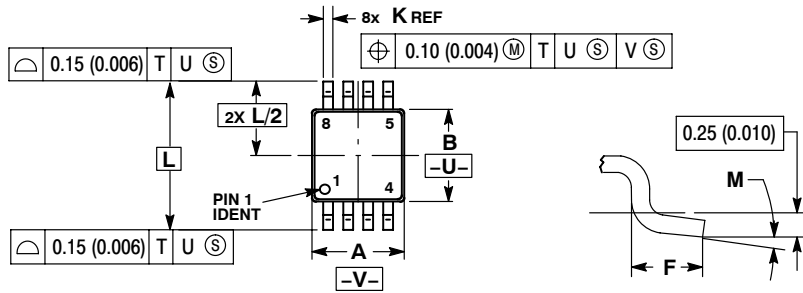 8x K REF
⌖ 0.10 (0.004) Ⓜ T U Ⓢ V Ⓢ
⌓ 0.15 (0.006) T U Ⓢ
2X L/2
L
8 5
B
–U–
0.25 (0.010)
M
PIN 1
IDENT
1 4
⌓ 0.15 (0.006) T U Ⓢ
A
–V–
F